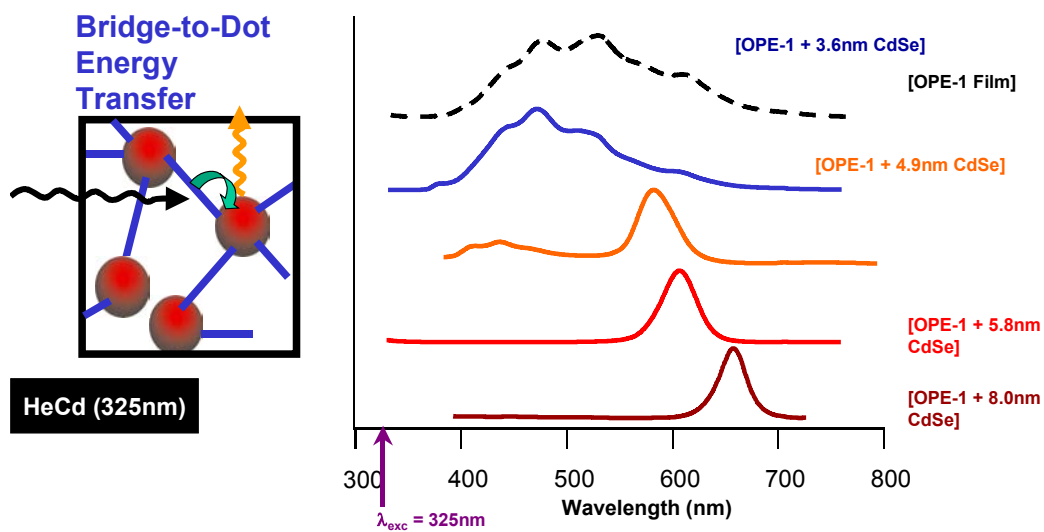 Bridge-to-Dot
Energy
Transfer
HeCd (325nm)
[OPE-1 + 3.6nm CdSe]
[OPE-1 Film]
[OPE-1 + 4.9nm CdSe]
[OPE-1 + 5.8nm
CdSe]
[OPE-1 + 8.0nm
CdSe]
300 400 500 600 700 800
Wavelength (nm)
λexc = 325nm